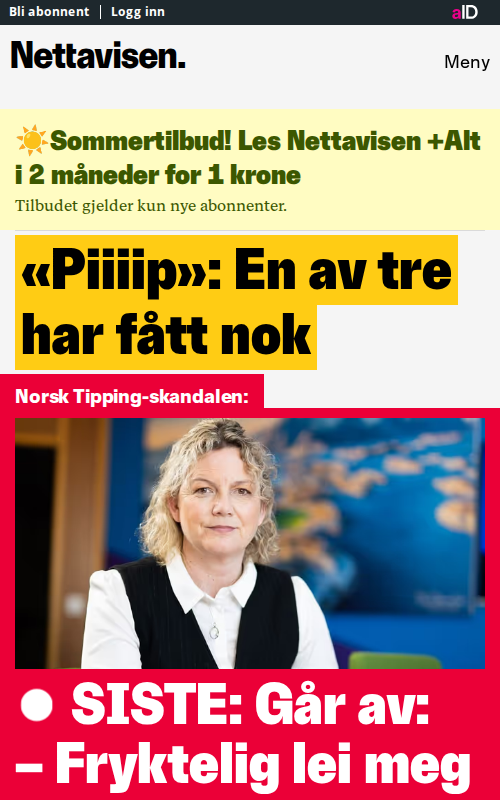 Bli abonnent | Logg inn
aID
Nettavisen.
Meny
☀️Sommertilbud! Les Nettavisen +Alt
i 2 måneder for 1 krone
Tilbudet gjelder kun nye abonnenter.
«Piiiip»: En av tre
har fått nok
Norsk Tipping-skandalen:
SISTE: Går av:
– Fryktelig lei meg